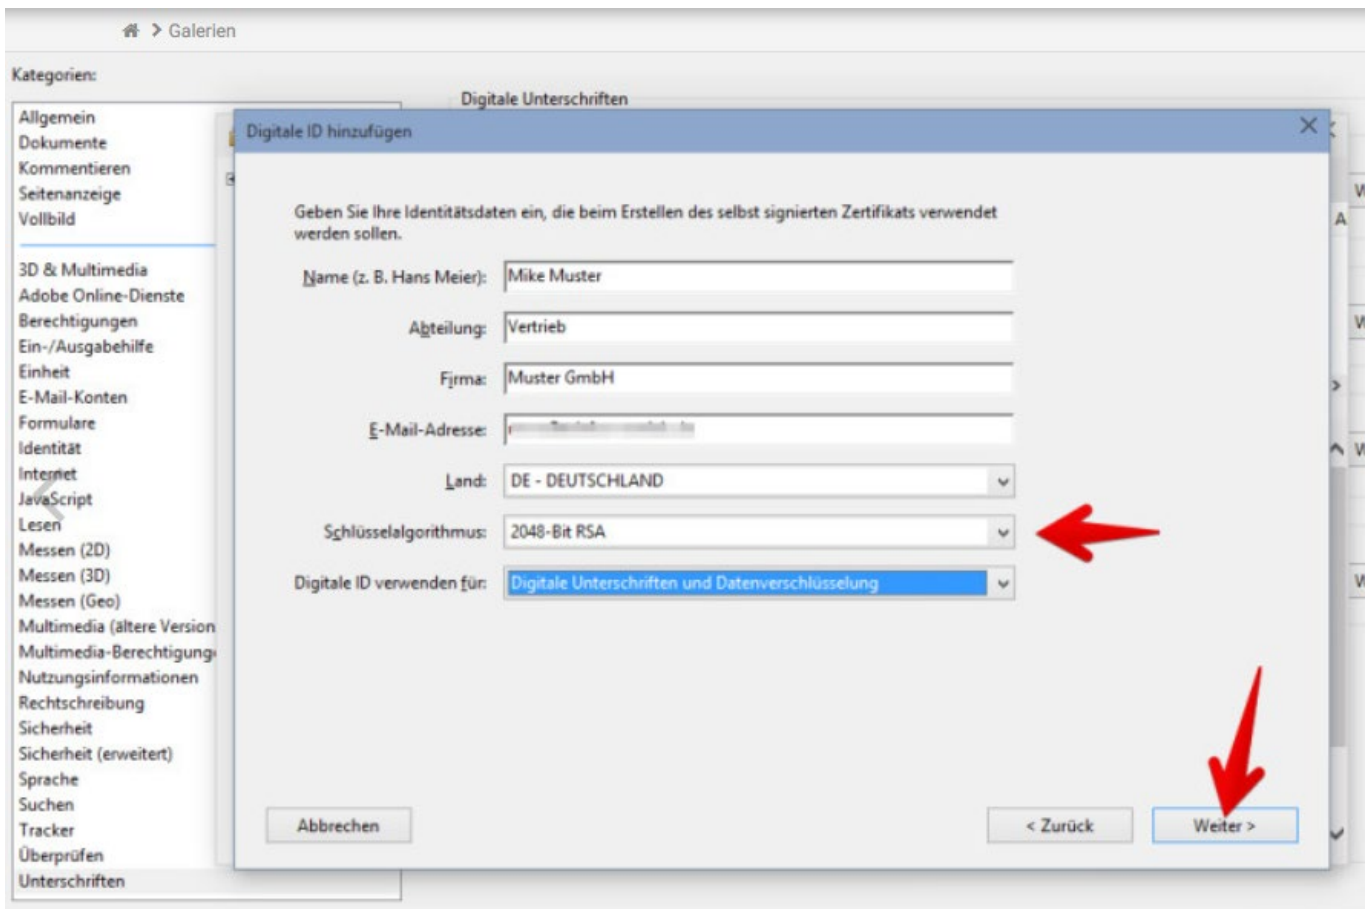 Galerien
Kategorien:
Allgemein
Dokumente
Kommentieren
Seitenanzeige
Vollbild
3D & Multimedia
Adobe Online-Dienste
Berechtigungen
Ein-/Ausgabehilfe
Einheit
E-Mail-Konten
Formulare
Identität
Internet
JavaScript
Lesen
Messen (2D)
Messen (3D)
Messen (Geo)
Multimedia (ältere Version
Multimedia-Berechtigung
Nutzungsinformationen
Rechtschreibung
Sicherheit
Sicherheit (erweitert)
Sprache
Suchen
Tracker
Überprüfen
Unterschriften
Digitale Unterschriften
Digitale ID hinzufügen
Geben Sie Ihre Identitätsdaten ein, die beim Erstellen des selbst signierten Zertifikats verwendet
werden sollen.
Name (z. B. Hans Meier): Mike Muster
Abteilung: Vertrieb
Firma: Muster GmbH
E-Mail-Adresse:
Land: DE - DEUTSCHLAND
Schlüsselalgorithmus: 2048-Bit RSA
Digitale ID verwenden für: Digitale Unterschriften und Datenverschlüsselung
Abbrechen
< Zurück
Weiter >